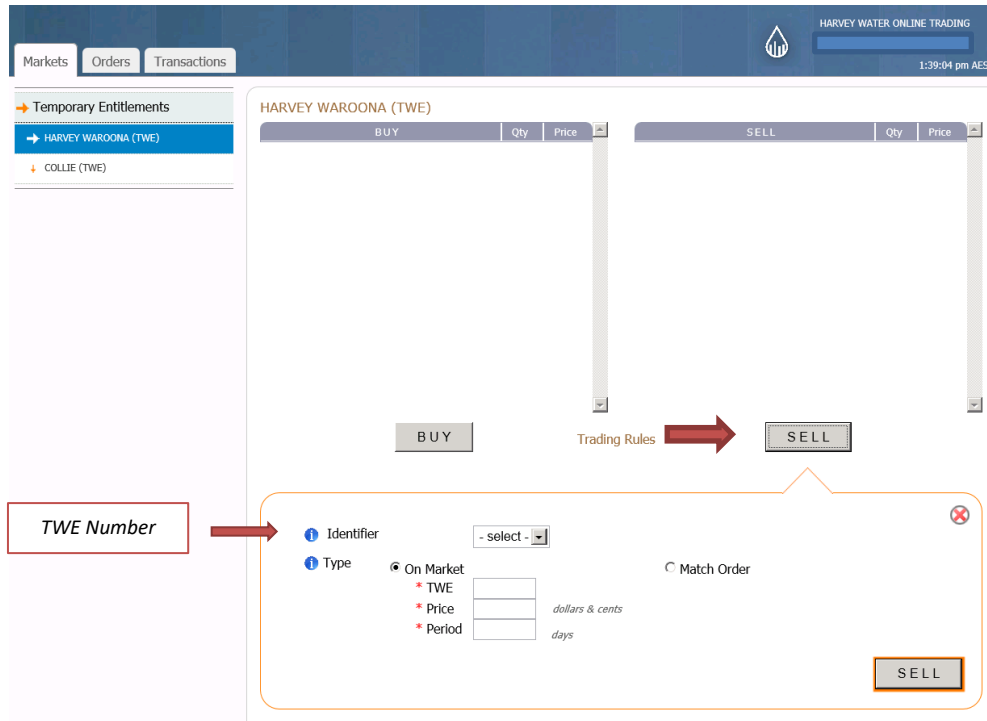 HARVEY WATER ONLINE TRADING
1:39:04 pm AES
Markets Orders Transactions
Temporary Entitlements
HARVEY WAROONA (TWE)
COLLIE (TWE)
HARVEY WAROONA (TWE)
BUY Qty Price
SELL Qty Price
BUY
Trading Rules
SELL
TWE Number
Identifier
- select -
Type
On Market
Match Order
* TWE
* Price dollars & cents
* Period days
SELL